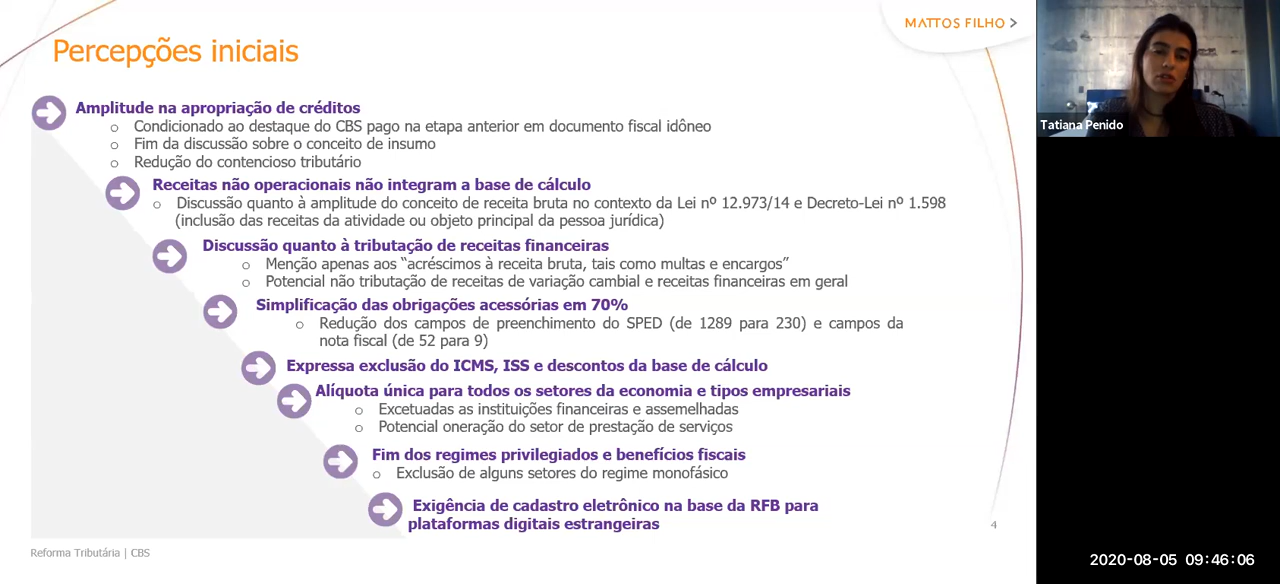 MATTOS FILHO >
Percepções iniciais
Amplitude na apropriação de créditos
o Condicionado ao destaque do CBS pago na etapa anterior em documento fiscal idôneo
o Fim da discussão sobre o conceito de insumo
o Redução do contencioso tributário
Receitas não operacionais não integram a base de cálculo
o Discussão quanto à amplitude do conceito de receita bruta no contexto da Lei nº 12.973/14 e Decreto-Lei nº 1.598
(inclusão das receitas da atividade ou objeto principal da pessoa jurídica)
Discussão quanto à tributação de receitas financeiras
o Menção apenas aos “acréscimos à receita bruta, tais como multas e encargos”
o Potencial não tributação de receitas de variação cambial e receitas financeiras em geral
Simplificação das obrigações acessórias em 70%
o Redução dos campos de preenchimento do SPED (de 1289 para 230) e campos da
nota fiscal (de 52 para 9)
Expressa exclusão do ICMS, ISS e descontos da base de cálculo
Alíquota única para todos os setores da economia e tipos empresariais
o Excetuadas as instituições financeiras e assemelhadas
o Potencial oneração do setor de prestação de serviços
Fim dos regimes privilegiados e benefícios fiscais
o Exclusão de alguns setores do regime monofásico
Exigência de cadastro eletrônico na base da RFB para
plataformas digitais estrangeiras
4
Reforma Tributária | CBS
Tatiana Penido
2020-08-05 09:46:06